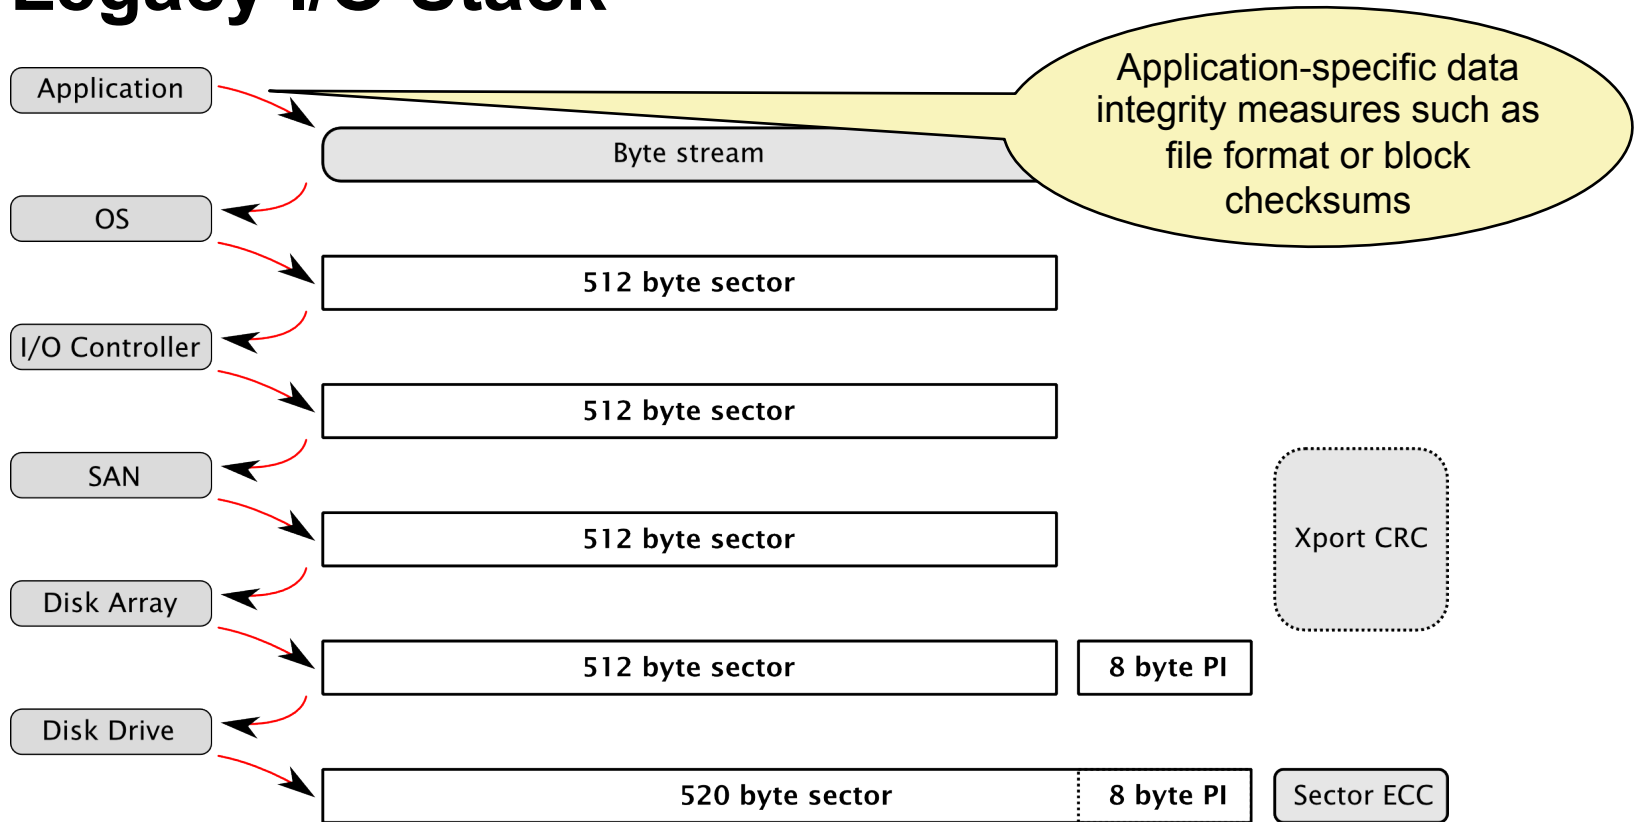 Legacy I/O Stack
Application
Application-specific data
integrity measures such as
file format or block
checksums
Byte stream
OS
512 byte sector
I/O Controller
512 byte sector
SAN
512 byte sector
Xport CRC
Disk Array
512 byte sector
8 byte PI
Disk Drive
520 byte sector
8 byte PI
Sector ECC